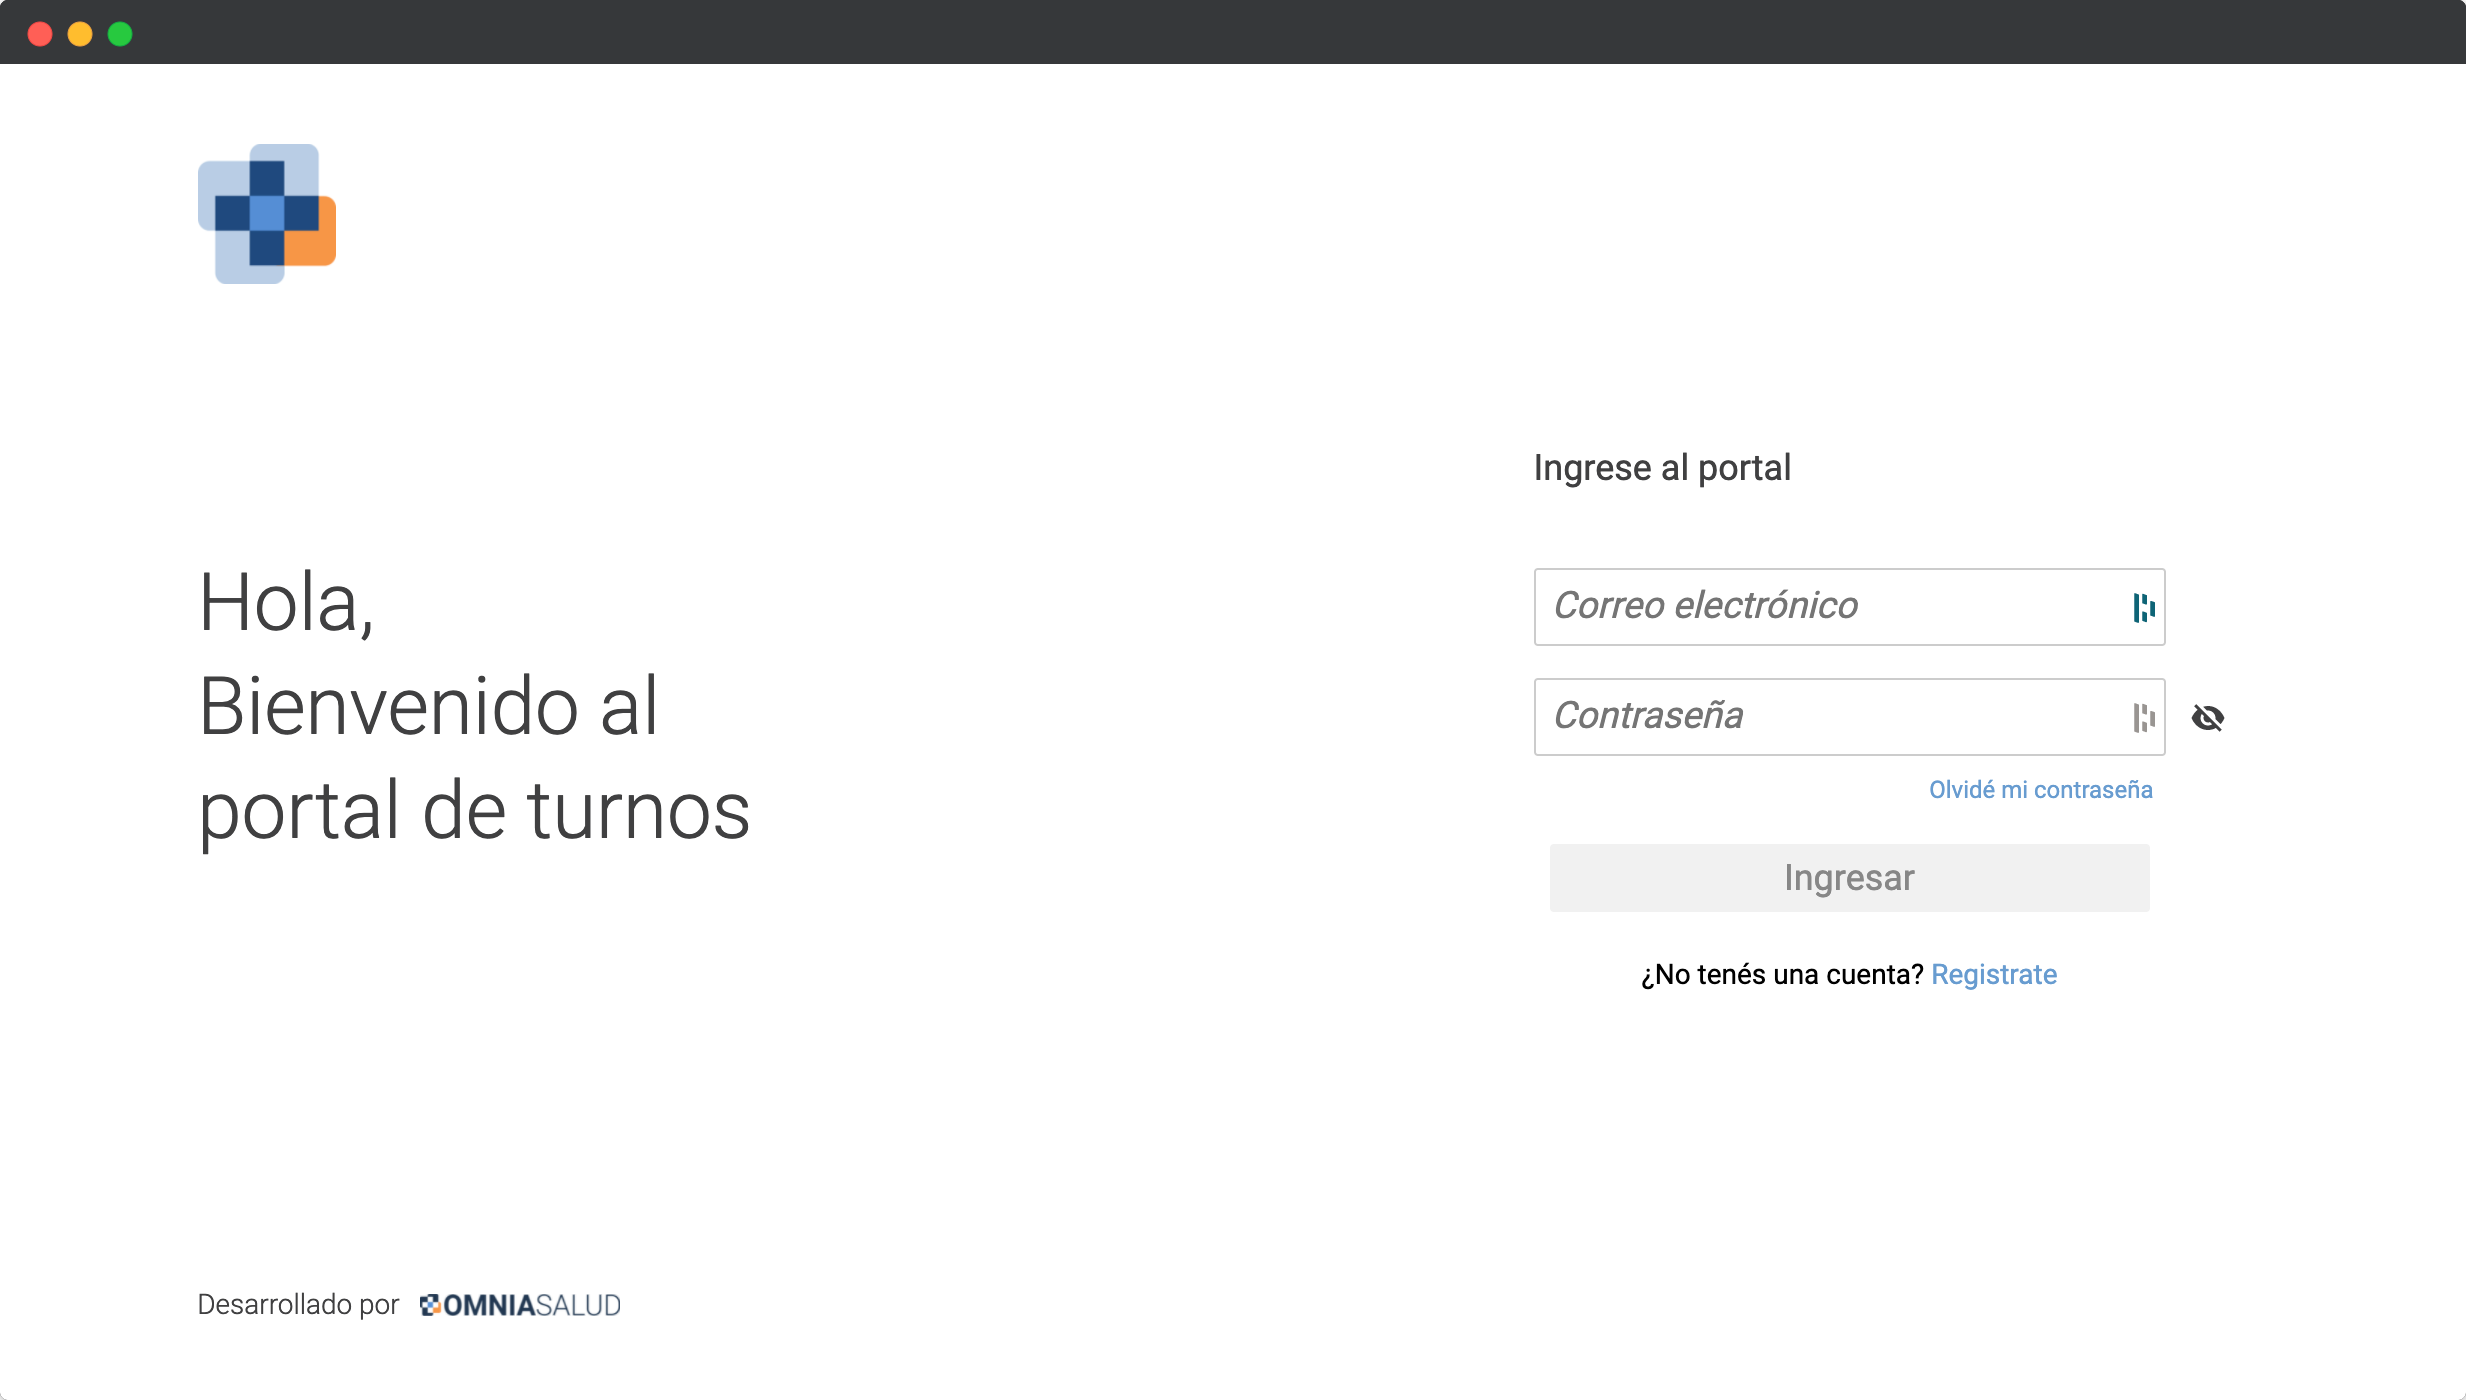 Hola,
Bienvenido al
portal de turnos
Ingrese al portal
Correo electrónico
Contraseña
Olvidé mi contraseña
Ingresar
¿No tenés una cuenta? Registrate
Desarrollado por OMNIASALUD